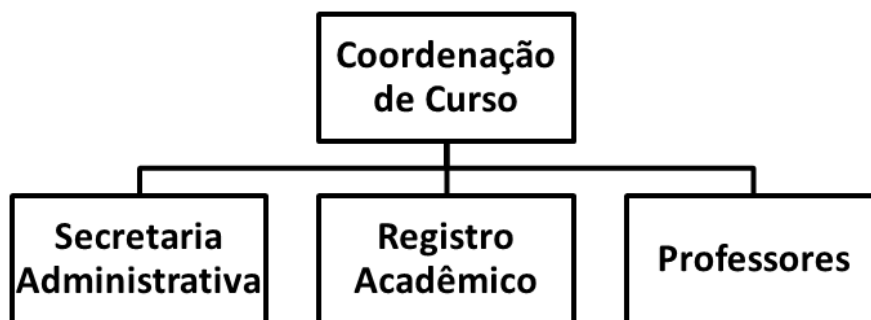 Coordenação
de Curso
Secretaria
Administrativa
Registro
Acadêmico
Professores